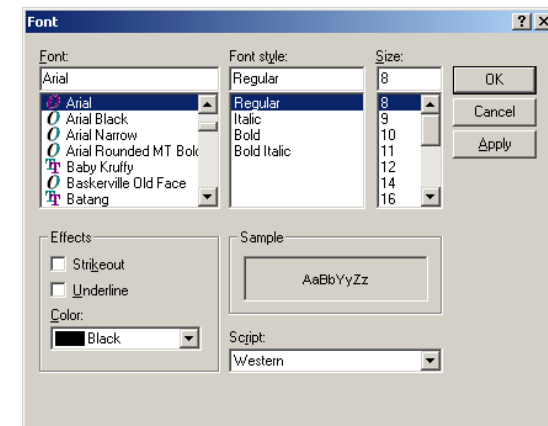 Font
Font:
Font style:
Size:
Arial
Regular
8
OK
Arial
Arial Black
Arial Narrow
Arial Rounded MT Bolc
Baby Kruffy
Baskerville Old Face
Batang
Regular
Italic
Bold
Bold Italic
8
9
10
11
12
14
16
Cancel
Apply
Effects
Strikeout
Underline
Color:
Black
Sample
AaBbYyZz
Script:
Western